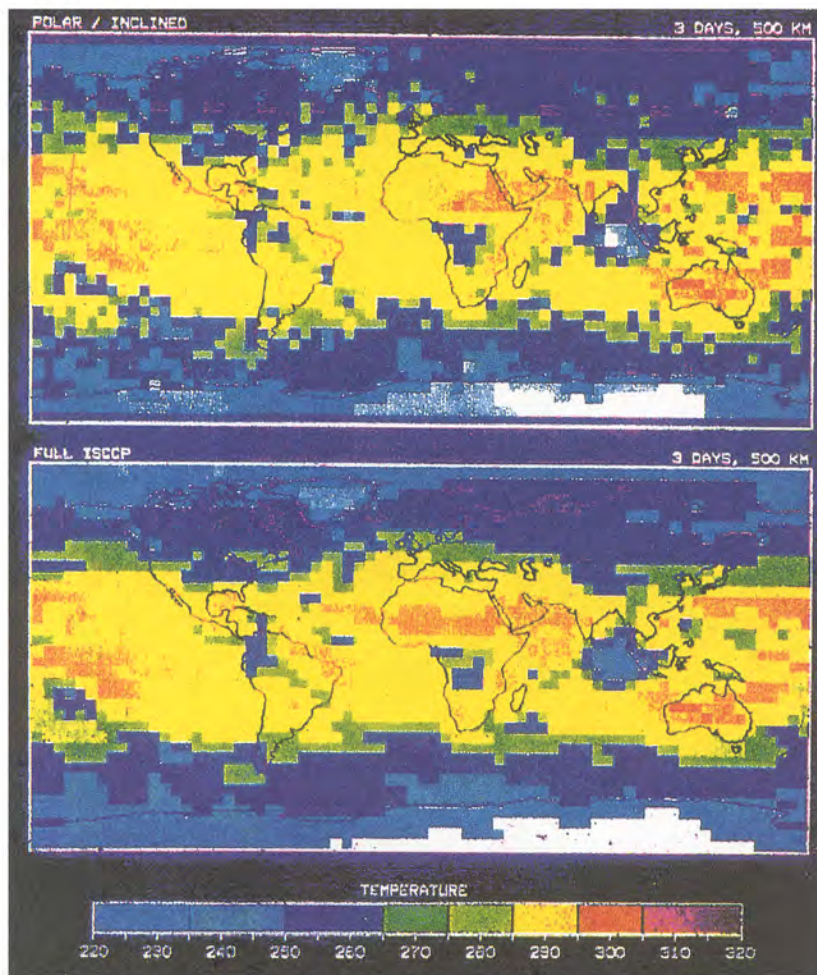 POLAR / INCLINED 3 DAYS, 500 KM
FULL ISCCP 3 DAYS, 500 KM
TEMPERATURE
220 230 240 250 260 270 280 290 300 310 320